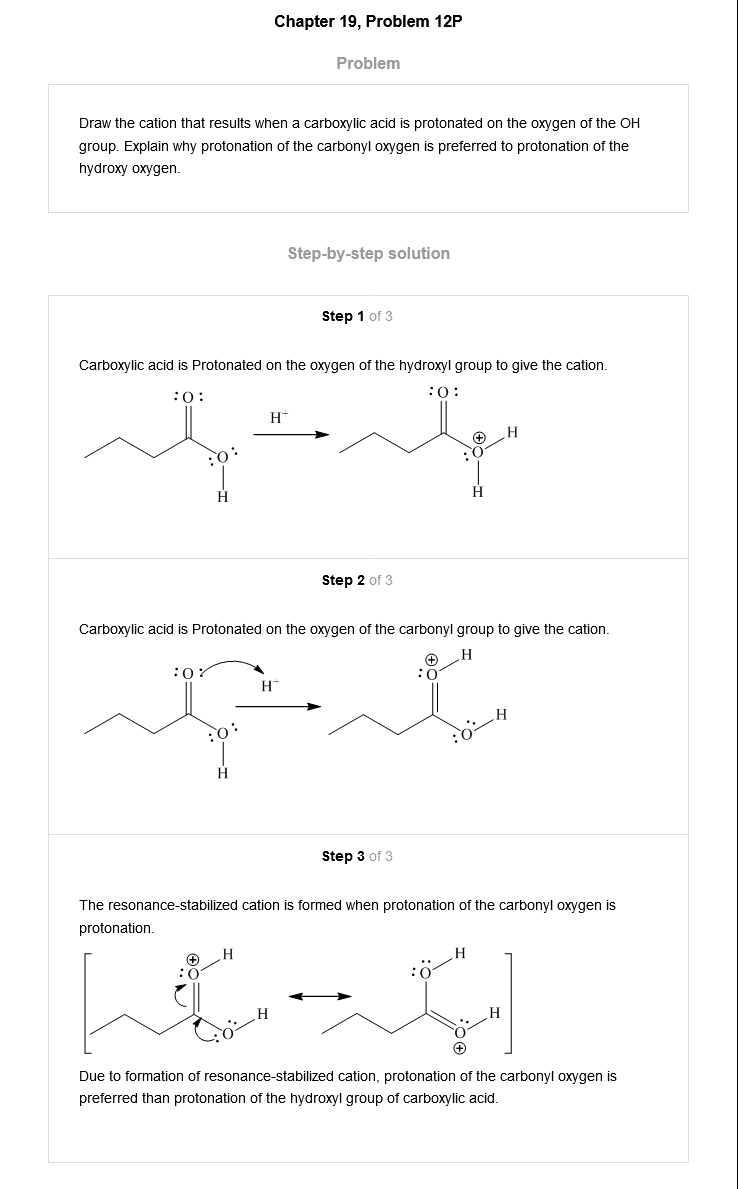 Chapter 19, Problem 12P
Problem
Draw the cation that results when a carboxylic acid is protonated on the oxygen of the OH
group. Explain why protonation of the carbonyl oxygen is preferred to protonation of the
hydroxy oxygen.
Step-by-step solution
Step 1 of 3
Carboxylic acid is Protonated on the oxygen of the hydroxyl group to give the cation.
:O: :O:
H+
:O: ⊕ H
:O
H H
Step 2 of 3
Carboxylic acid is Protonated on the oxygen of the carbonyl group to give the cation.
⊕ H
:O: :O
H+
H
:O: :O
H
Step 3 of 3
The resonance-stabilized cation is formed when protonation of the carbonyl oxygen is
protonation.
⊕ H H
:O :O
H H
:O O
⊕
Due to formation of resonance-stabilized cation, protonation of the carbonyl oxygen is
preferred than protonation of the hydroxyl group of carboxylic acid.